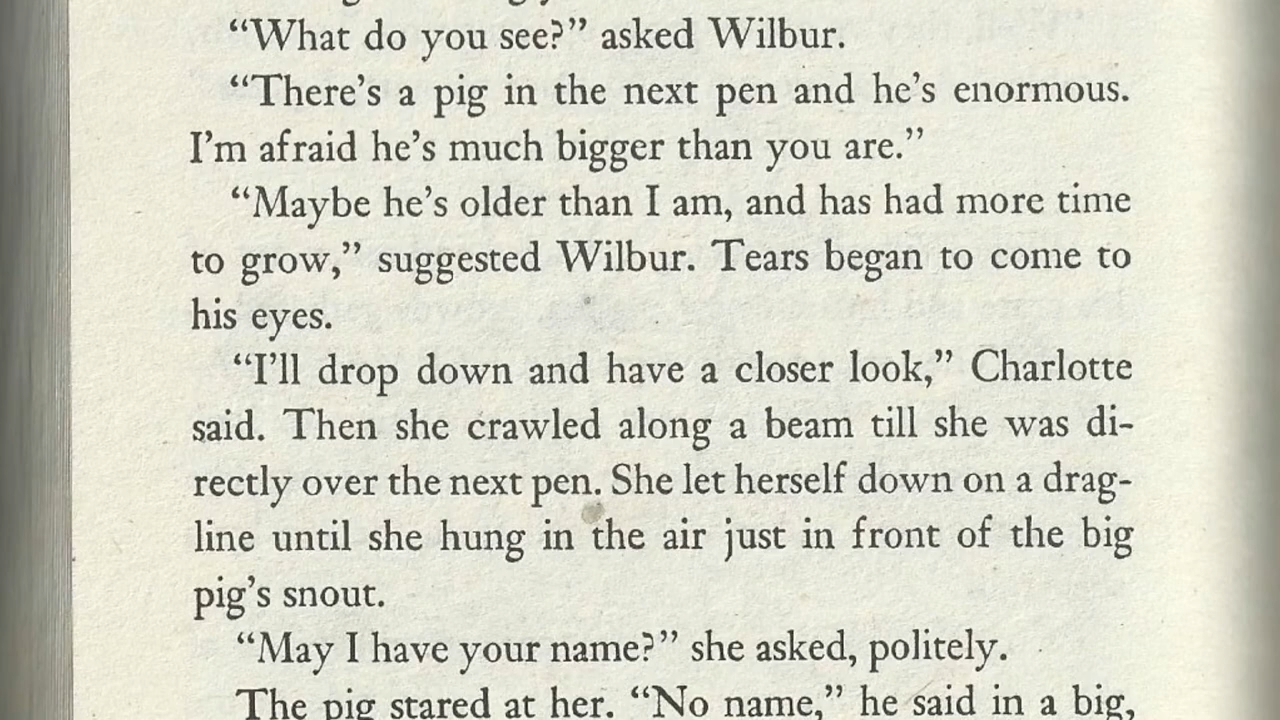 “What do you see?” asked Wilbur.
“There’s a pig in the next pen and he’s enormous.
I’m afraid he’s much bigger than you are.”
“Maybe he’s older than I am, and has had more time
to grow,” suggested Wilbur. Tears began to come to
his eyes.
“I’ll drop down and have a closer look,” Charlotte
said. Then she crawled along a beam till she was di-
rectly over the next pen. She let herself down on a drag-
line until she hung in the air just in front of the big
pig’s snout.
“May I have your name?” she asked, politely.
The pig stared at her. “No name,” he said in a big,